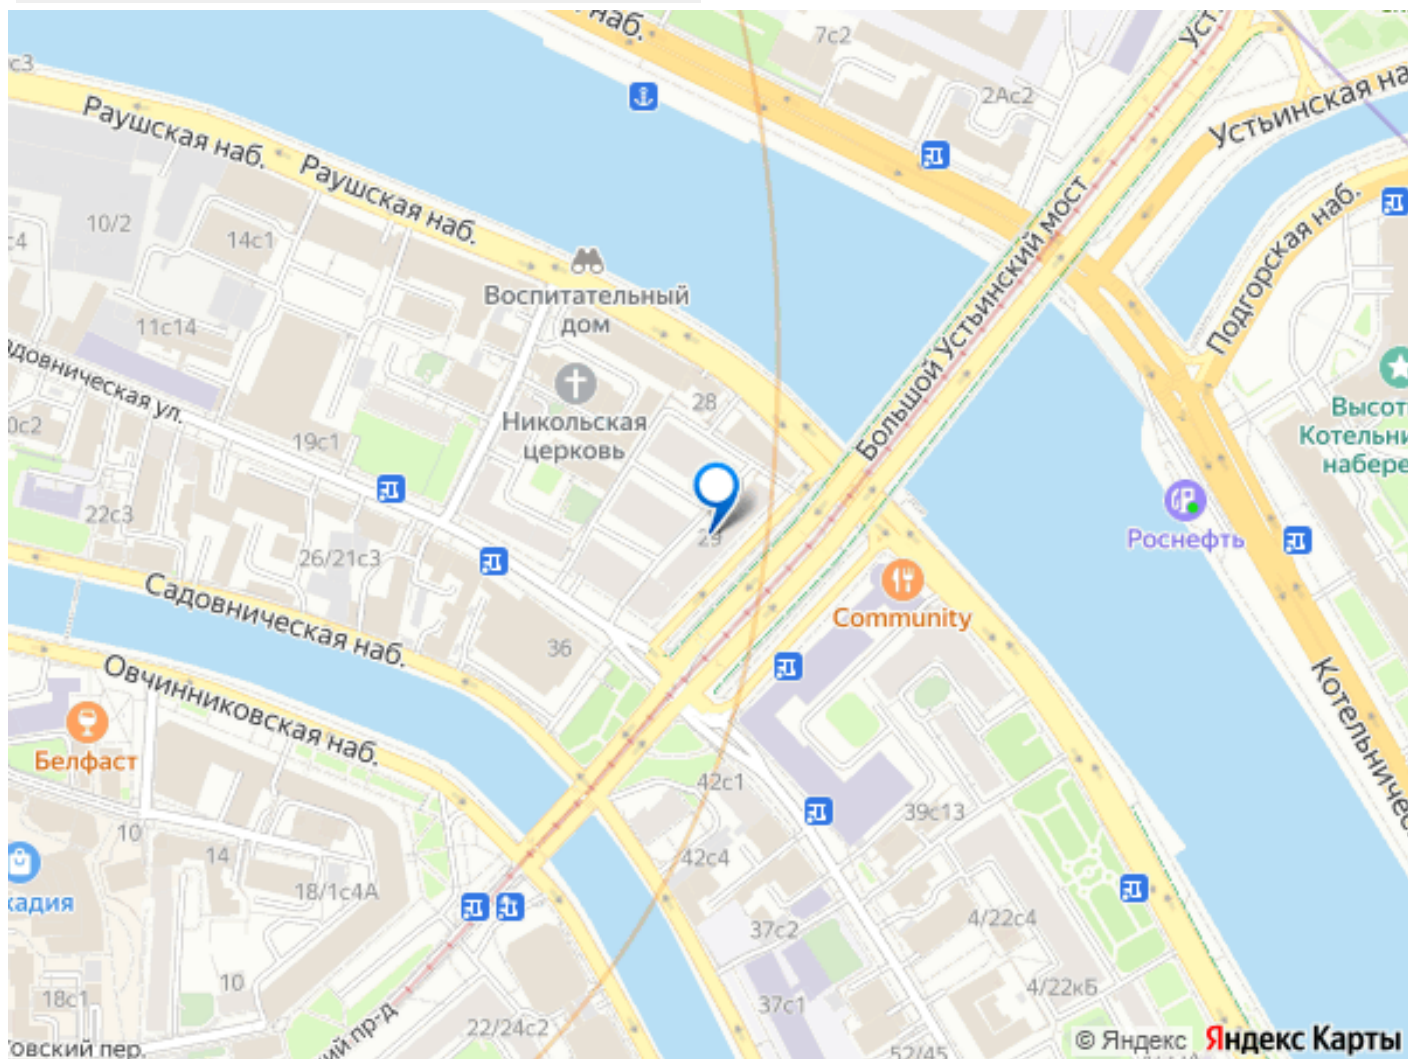 наб.
7с2
Раушская наб.
Раушская наб.
2Ас2
Устьинская на
10/2
14с1
Большой Устьинский мост
Подгорская наб.
Воспитательный
дом
11с14
довническая ул.
Никольская
церковь
28
19с1
Высот
Котельни
набере
22с3
26/21с3
29
Роснефть
Садовническая наб.
Community
36
Овчинниковская наб.
Котельническ
Белфаст
42с1
39с13
10
14
42с4
18/1с4А
кадия
37с2
4/22с4
10
18с1
37с1
4/22к6
22/24с2
ий пр-д
овский пер.
52/45
© Яндекс
Яндекс Карты